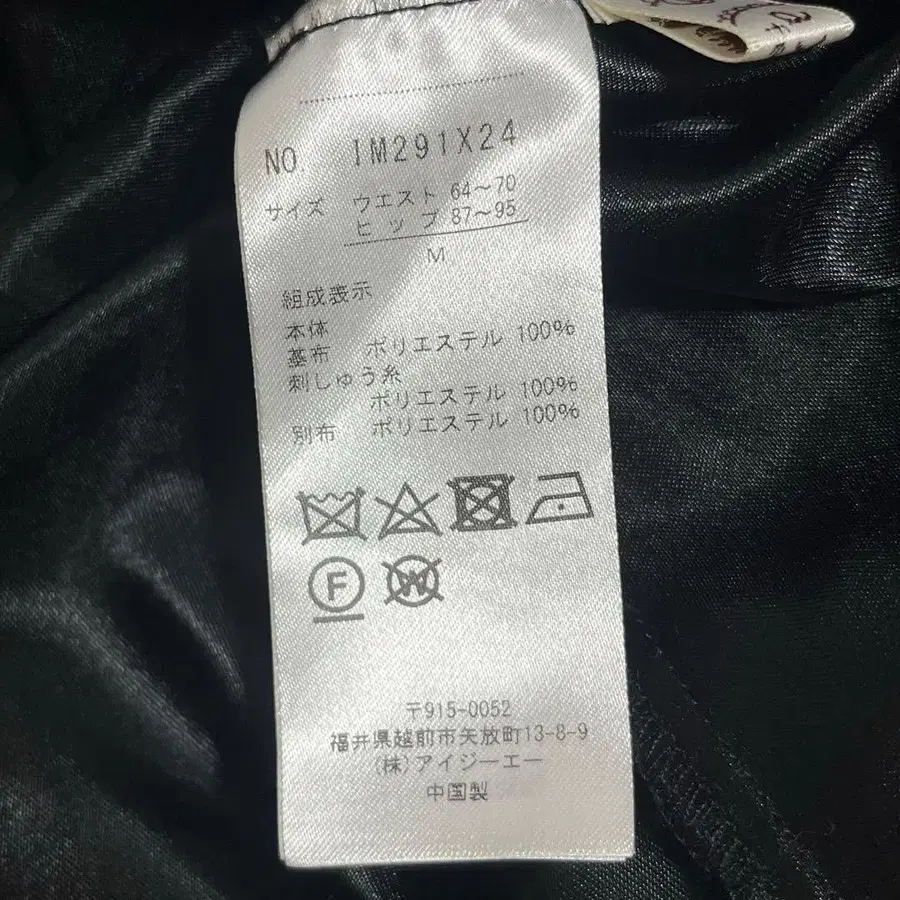 NO. IM291X24
サイズ ウエスト 64〜70
ヒップ 87〜95
M
組成表示
本体
基布 ポリエステル 100%
刺しゅう糸
ポリエステル 100%
別布 ポリエステル 100%
F W
〒915-0052
福井県越前市矢放町13-8-9
(株)アイジーエー
中国製